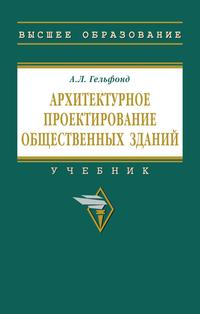 ВЫСШЕЕ ОБРАЗОВАНИЕ
А.Л. Гельфонд
АРХИТЕКТУРНОЕ
ПРОЕКТИРОВАНИЕ
ОБЩЕСТВЕННЫХ ЗДАНИЙ
УЧЕБНИК